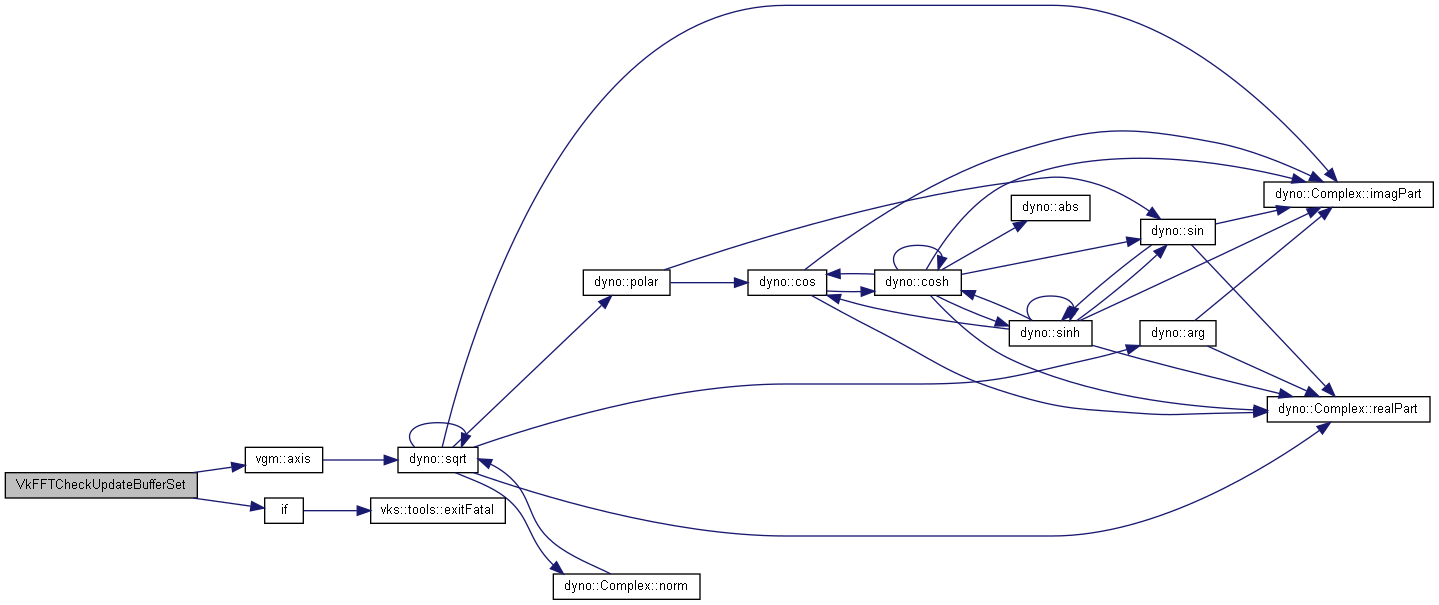 VkFFTCheckUpdateBufferSet
vgm::axis
if
dyno::sqrt
vks::tools::exitFatal
dyno::polar
dyno::Complex::norm
dyno::cos
dyno::cosh
dyno::abs
dyno::sinh
dyno::sin
dyno::arg
dyno::Complex::imagPart
dyno::Complex::realPart